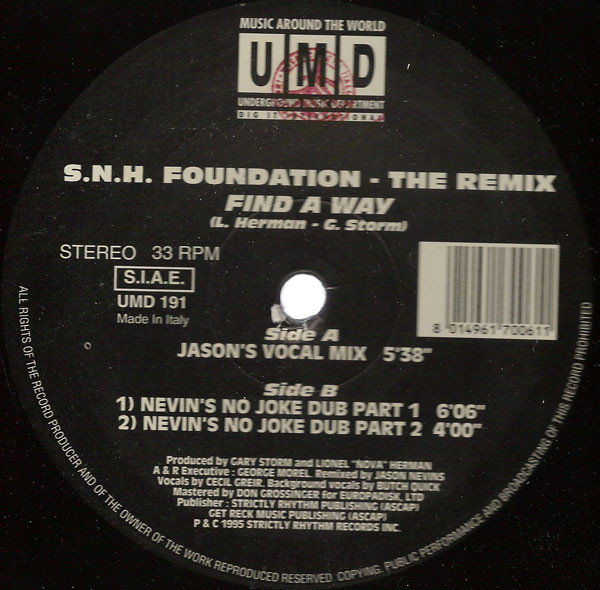 MUSIC AROUND THE WORLD
UMD
UNDERGROUND MUSIC DEPARTMENT
DIG IT INTERNATIONAL
S.N.H. FOUNDATION - THE REMIX
FIND A WAY
(L. Herman - G. Storm)
STEREO 33 RPM
S.I.A.E.
UMD 191
Made in Italy
8 014961 700611
Side A
JASON'S VOCAL MIX 5'38"
Side B
1) NEVIN'S NO JOKE DUB PART 1 6'06"
2) NEVIN'S NO JOKE DUB PART 2 4'00"
Produced by GARY STORM and LIONEL "NOVA" HERMAN
A & R Executive : GEORGE MOREL. Remixed by JASON NEVINS
Vocals by CECIL GREIR. Background vocals by BUTCH QUICK
Mastered by DON GROSSINGER for EUROPADISK, LTD
Publisher : STRICTLY RHYTHM PUBLISHING (ASCAP)
GET RECK MUSIC PUBLISHING (ASCAP)
P & C 1995 STRICTLY RHYTHM RECORDS INC.
ALL RIGHTS OF THE RECORD PRODUCER AND OF THE OWNER OF THE WORK REPRODUCED RESERVED. COPYING, PUBLIC PERFORMANCE AND BROADCASTING OF THIS RECORD PROHIBITED